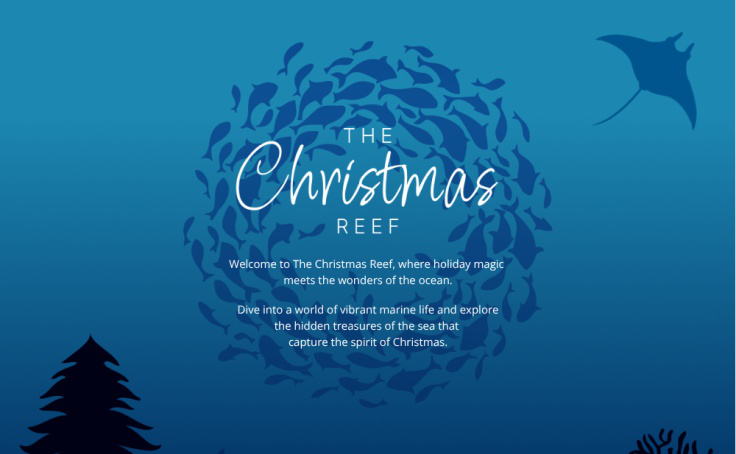 THE
Christmas
REEF
Welcome to The Christmas Reef, where holiday magic
meets the wonders of the ocean.
Dive into a world of vibrant marine life and explore
the hidden treasures of the sea that
capture the spirit of Christmas.